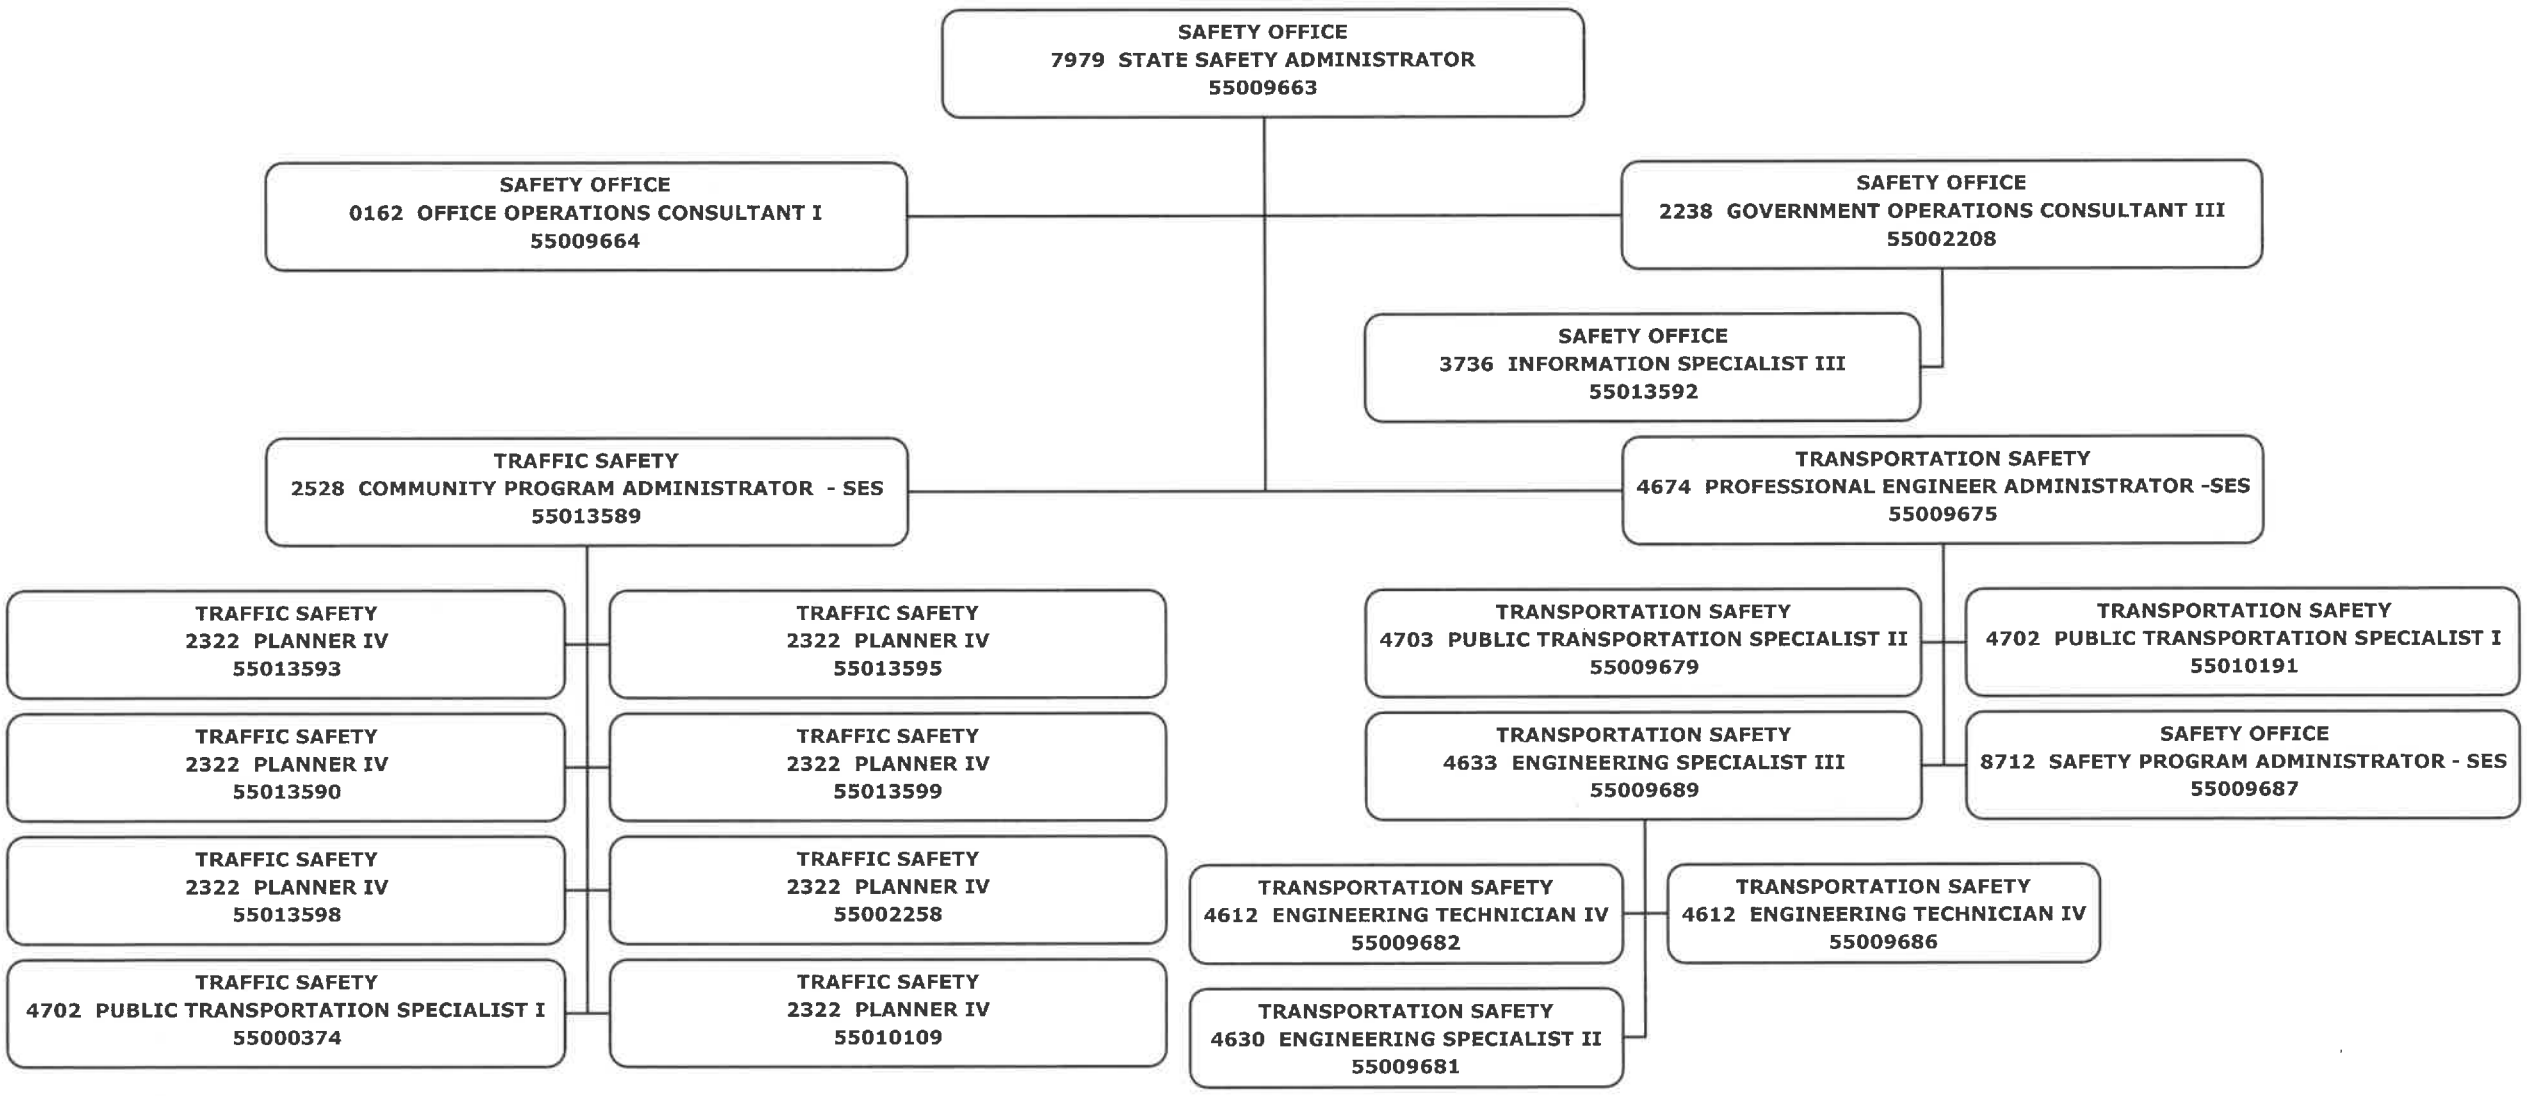 SAFETY OFFICE
7979 STATE SAFETY ADMINISTRATOR
55009663
SAFETY OFFICE
0162 OFFICE OPERATIONS CONSULTANT I
55009664
SAFETY OFFICE
2238 GOVERNMENT OPERATIONS CONSULTANT III
55002208
SAFETY OFFICE
3736 INFORMATION SPECIALIST III
55013592
TRAFFIC SAFETY
2528 COMMUNITY PROGRAM ADMINISTRATOR - SES
55013589
TRANSPORTATION SAFETY
4674 PROFESSIONAL ENGINEER ADMINISTRATOR -SES
55009675
TRAFFIC SAFETY
2322 PLANNER IV
55013593
TRAFFIC SAFETY
2322 PLANNER IV
55013595
TRANSPORTATION SAFETY
4703 PUBLIC TRANSPORTATION SPECIALIST II
55009679
TRANSPORTATION SAFETY
4702 PUBLIC TRANSPORTATION SPECIALIST I
55010191
TRAFFIC SAFETY
2322 PLANNER IV
55013590
TRAFFIC SAFETY
2322 PLANNER IV
55013599
TRANSPORTATION SAFETY
4633 ENGINEERING SPECIALIST III
55009689
SAFETY OFFICE
8712 SAFETY PROGRAM ADMINISTRATOR - SES
55009687
TRAFFIC SAFETY
2322 PLANNER IV
55013598
TRAFFIC SAFETY
2322 PLANNER IV
55002258
TRANSPORTATION SAFETY
4612 ENGINEERING TECHNICIAN IV
55009682
TRANSPORTATION SAFETY
4612 ENGINEERING TECHNICIAN IV
55009686
TRAFFIC SAFETY
4702 PUBLIC TRANSPORTATION SPECIALIST I
55000374
TRAFFIC SAFETY
2322 PLANNER IV
55010109
TRANSPORTATION SAFETY
4630 ENGINEERING SPECIALIST II
55009681